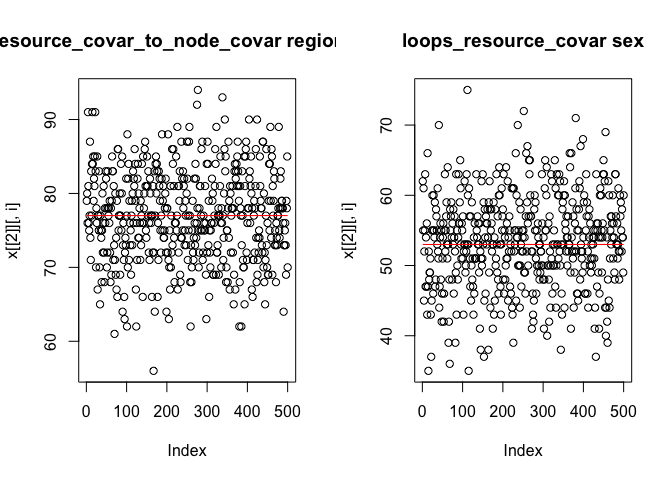 esource_covar_to_node_covar regio
x[[2]][, i]
90
80
70
60
0 100 200 300 400 500
Index
loops_resource_covar sex
x[[2]][, i]
70
60
50
40
0 100 200 300 400 500
Index